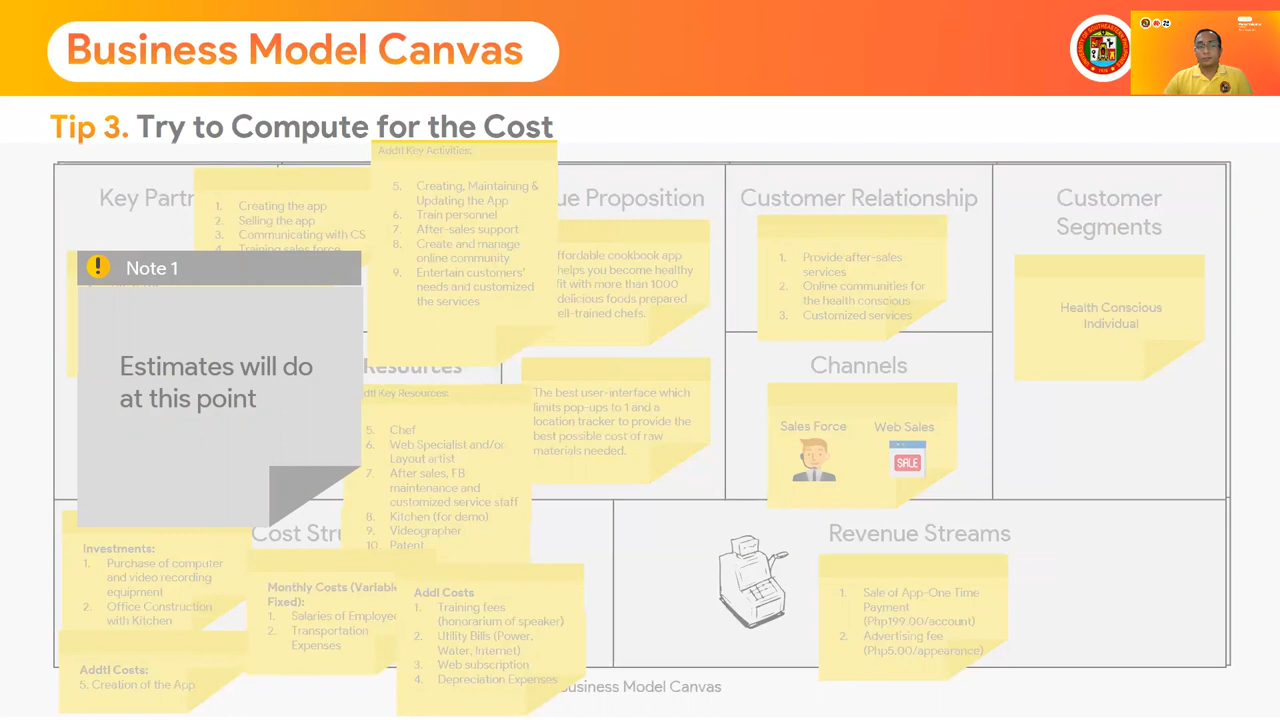 Business Model Canvas
Tip 3. Try to Compute for the Cost
Key Partn
1. Creating the app
2. Selling the app
3. Communicating with CS
4. Training sales force
Addtl Key Activities:
5. Creating, Maintaining &
Updating the App
6. Train personnel
7. After-sales support
8. Create and manage
online community
9. Entertain customers'
needs and customized
the services
ue Proposition
ffordable cookbook app
helps you become healthy
fit with more than 1000
delicious foods prepared
ell-trained chefs.
The best user-interface which
limits pop-ups to 1 and a
location tracker to provide the
best possible cost of raw
materials needed.
Customer Relationship
1. Provide after-sales
services
2. Online communities for
the health conscious
3. Customized services
Customer
Segments
Health Conscious
Individual
Channels
Sales Force
Web Sales
SALE
Note 1
Estimates will do
at this point
Resources
Addtl Key Resources:
5. Chef
6. Web Specialist and/or
Layout artist
7. After sales, FB
maintenance and
customized service staff
8. Kitchen (for demo)
9. Videographer
10. Patent
Cost Stru
Investments:
1. Purchase of computer
and video recording
equipment
2. Office Construction
with Kitchen
Addtl Costs:
5. Creation of the App
Monthly Costs (Variable
Fixed):
1. Salaries of Employee
2. Transportation
Expenses
Addl Costs
1. Training fees
(honorarium of speaker)
2. Utility Bills (Power,
Water, Internet)
3. Web subscription
4. Depreciation Expenses
Revenue Streams
1. Sale of App-One Time
Payment
(Php199.00/account)
2. Advertising fee
(Php5.00/appearance)
Business Model Canvas